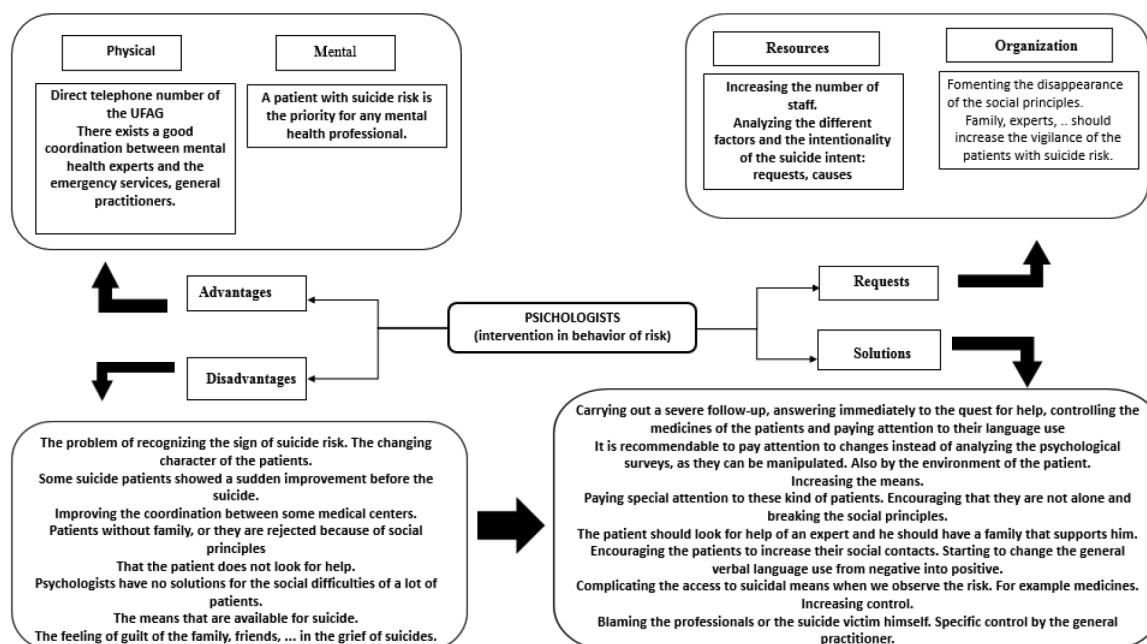 Physical
Mental
Direct telephone number of
the UFAG
There exists a good
coordination between mental
health experts and the
emergency services, general
practitioners.
A patient with suicide risk is
the priority for any mental
health professional.
Resources
Organization
Increasing the number of
staff.
Analyzing the different
factors and the intentionality
of the suicide intent:
requests, causes
Fomenting the disappearance
of the social principles.
Family, experts, .. should
increase the vigilance of the
patients with suicide risk.
Advantages
Disadvantages
PSICHOLOGISTS
(intervention in behavior of risk)
Requests
Solutions
The problem of recognizing the sign of suicide risk. The changing
character of the patients.
Some suicide patients showed a sudden improvement before the
suicide.
Improving the coordination between some medical centers.
Patients without family, or they are rejected because of social
principles
That the patient does not look for help.
Psychologists have no solutions for the social difficulties of a lot of
patients.
The means that are available for suicide.
The feeling of guilt of the family, friends, ... in the grief of suicides.
Carrying out a severe follow-up, answering immediately to the quest for help, controlling the
medicines of the patients and paying attention to their language use
It is recommendable to pay attention to changes instead of analyzing the psychological
surveys, as they can be manipulated. Also by the environment of the patient.
Increasing the means.
Paying special attention to these kind of patients. Encouraging that they are not alone and
breaking the social principles.
The patient should look for help of an expert and he should have a family that supports him.
Encouraging the patients to increase their social contacts. Starting to change the general
verbal language use from negative into positive.
Complicating the access to suicidal means when we observe the risk. For example medicines.
Increasing control.
Blaming the professionals or the suicide victim himself. Specific control by the general
practitioner.